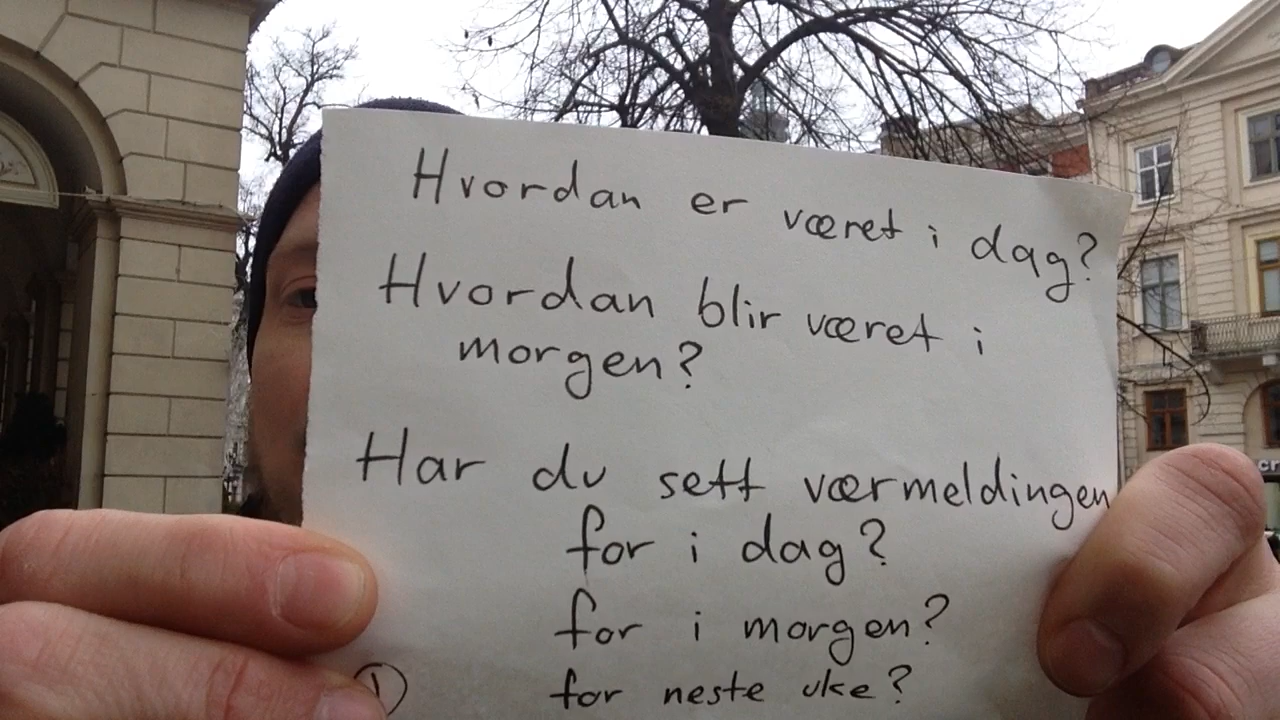 Hvordan er været i dag?
Hvordan blir været i
morgen?
Har du sett værmeldingen
for i dag?
for i morgen?
1 for neste uke?